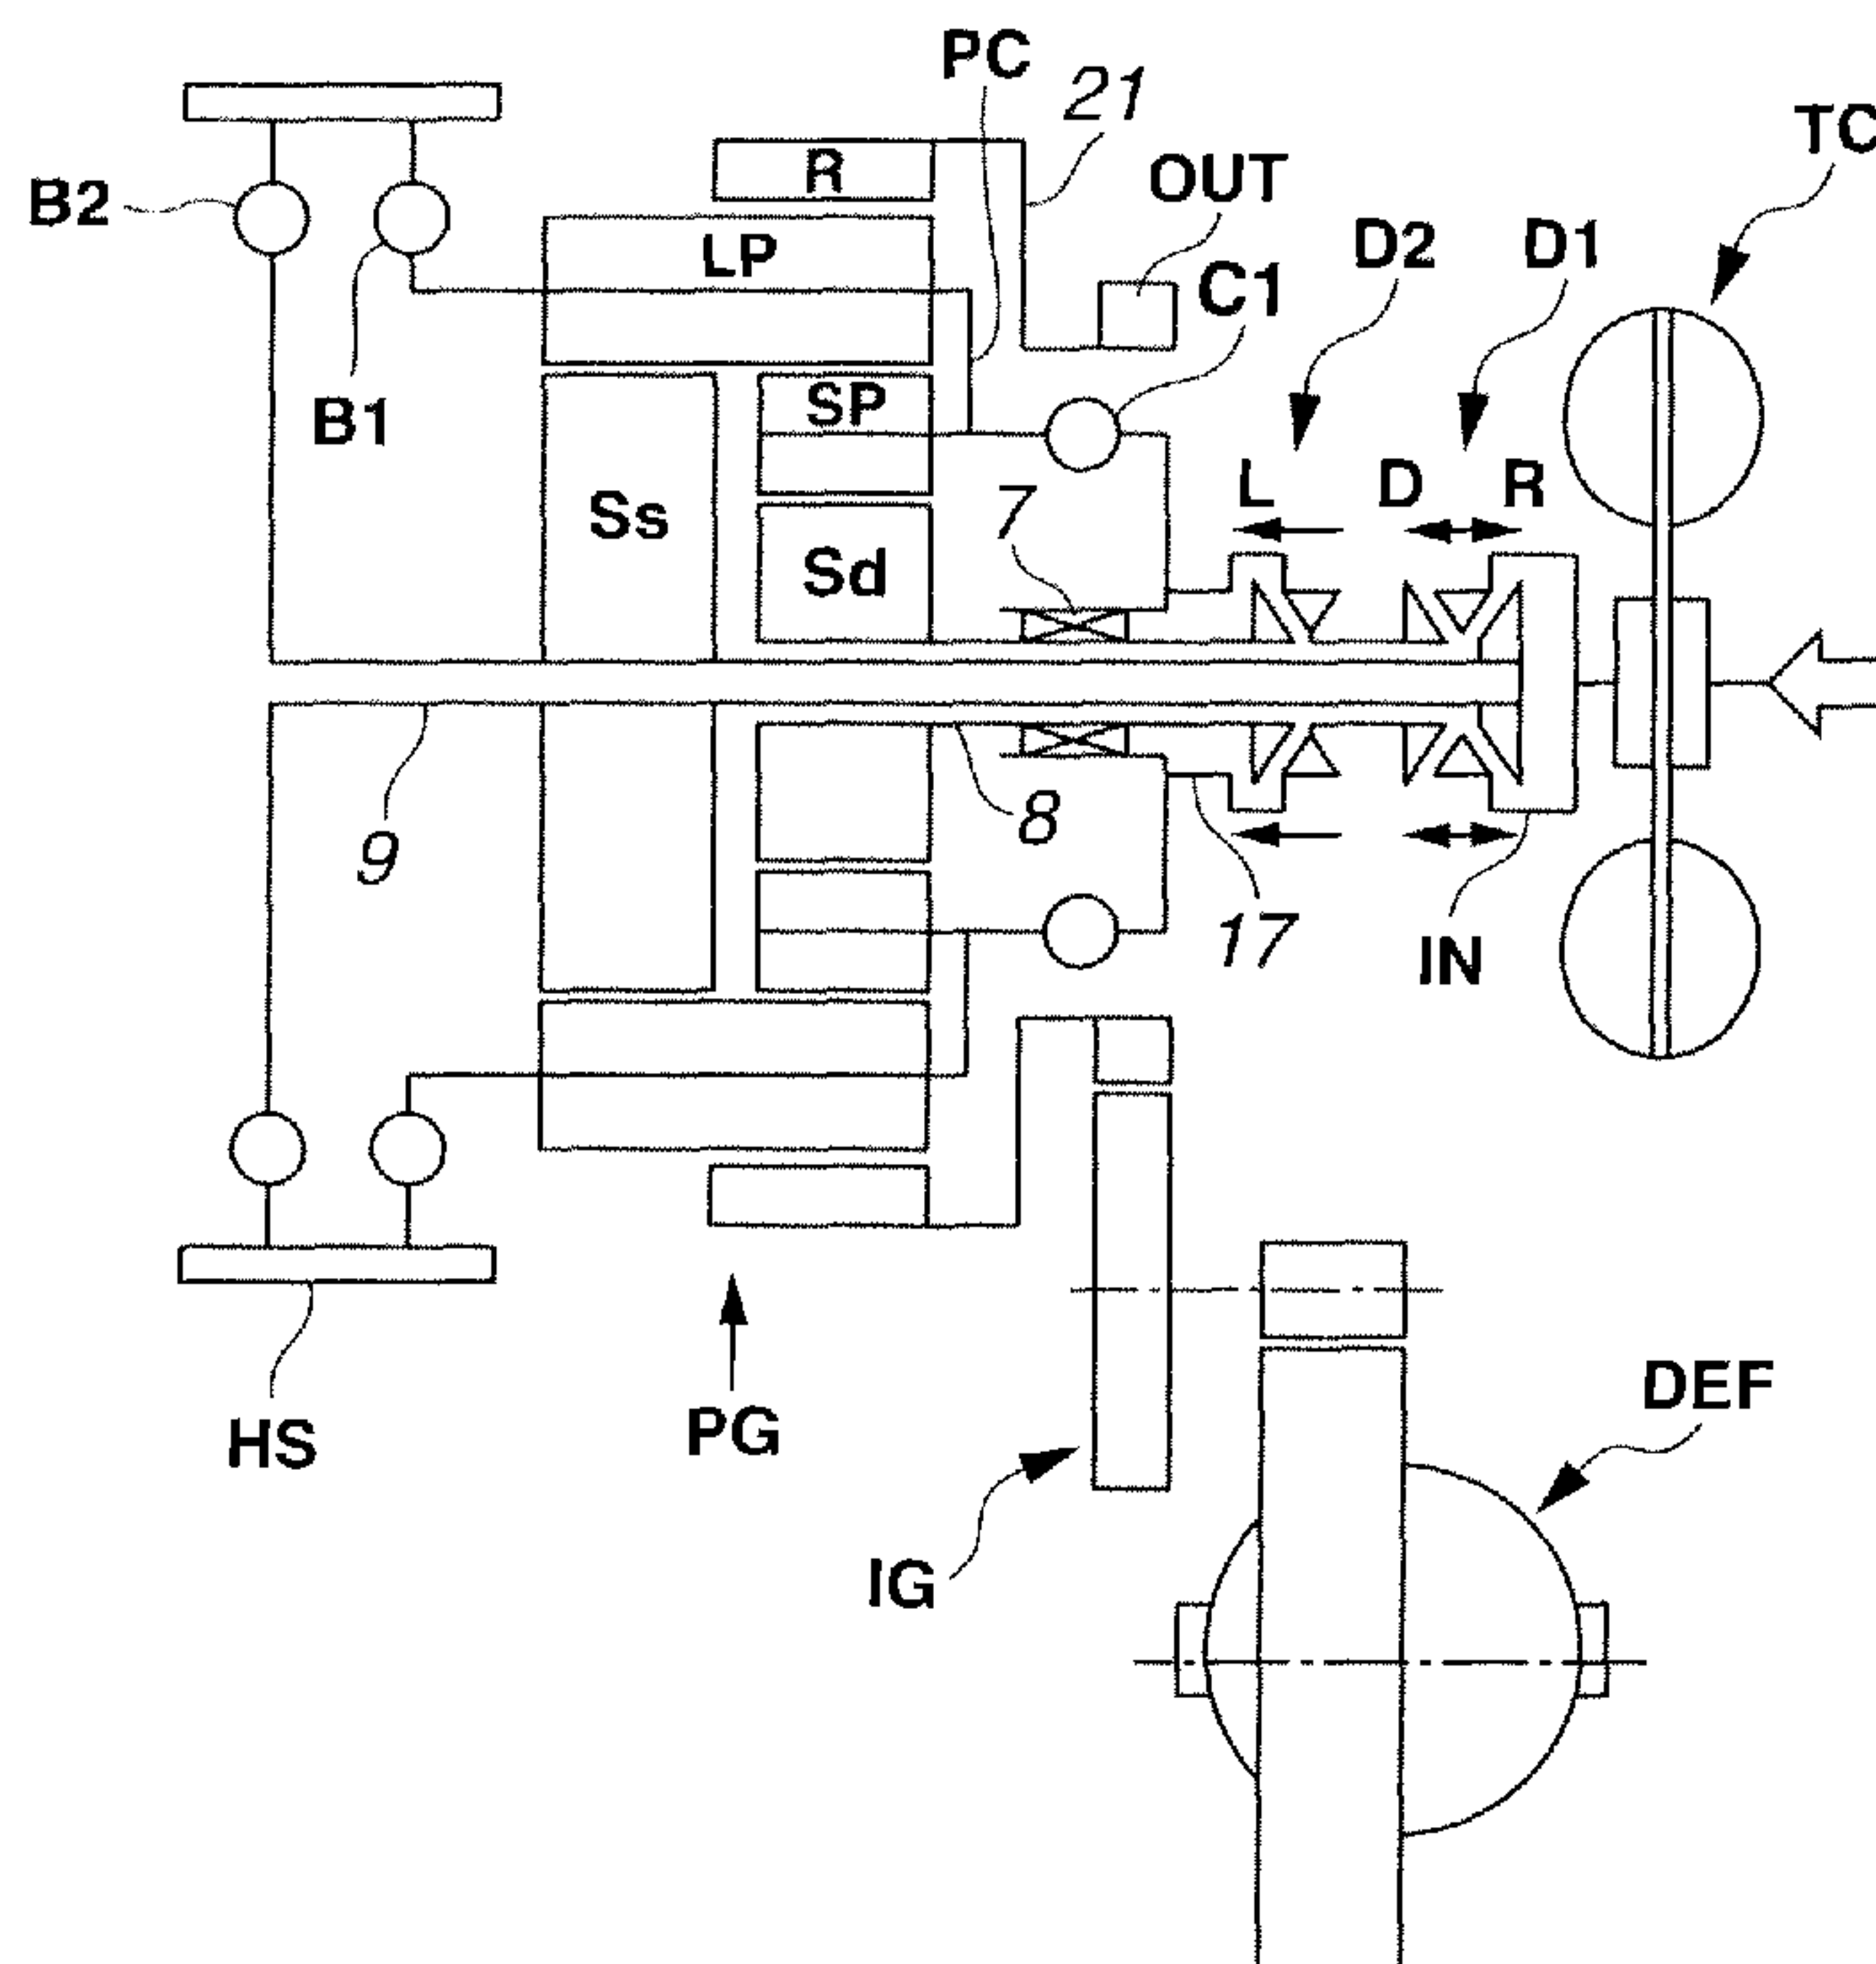 PC
21
TC
R
OUT
B2
LP
D2
D1
C1
B1
SP
L
D
R
7
Ss
Sd
8
9
17
IN
DEF
HS
PG
IG